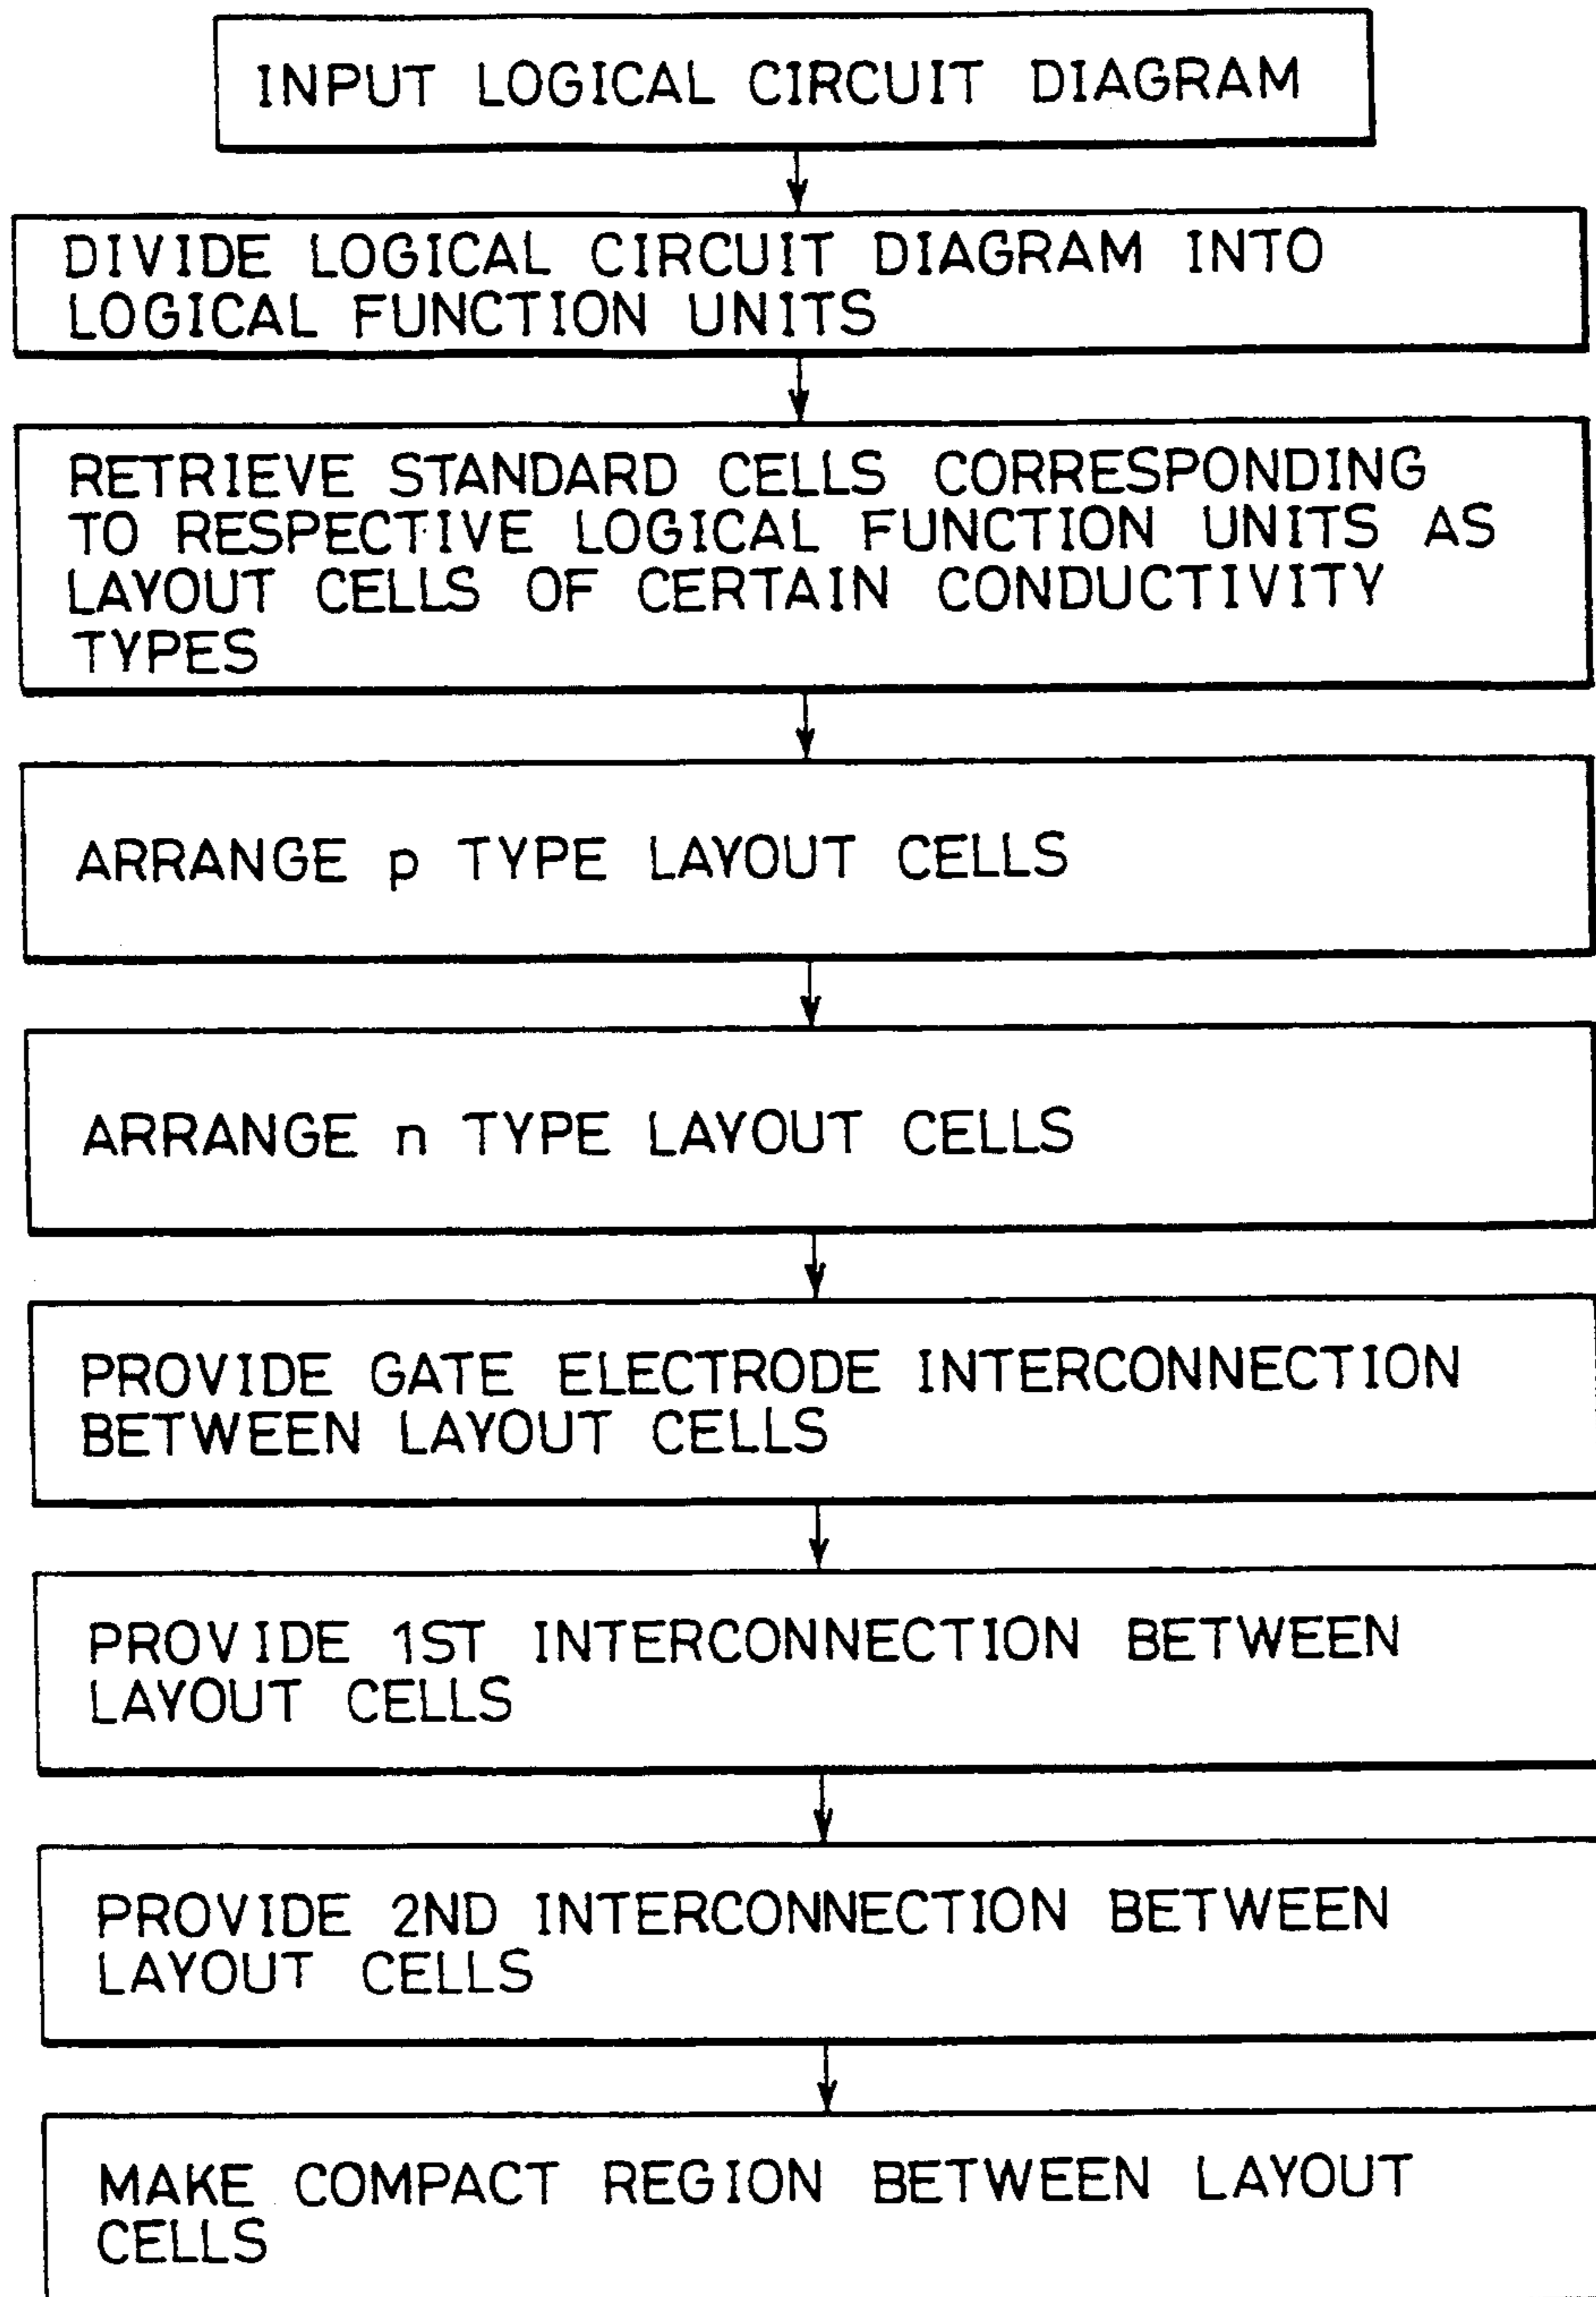 INPUT LOGICAL CIRCUIT DIAGRAM
DIVIDE LOGICAL CIRCUIT DIAGRAM INTO
LOGICAL FUNCTION UNITS
RETRIEVE STANDARD CELLS CORRESPONDING
TO RESPECTIVE LOGICAL FUNCTION UNITS AS
LAYOUT CELLS OF CERTAIN CONDUCTIVITY
TYPES
ARRANGE p TYPE LAYOUT CELLS
ARRANGE n TYPE LAYOUT CELLS
PROVIDE GATE ELECTRODE INTERCONNECTION
BETWEEN LAYOUT CELLS
PROVIDE 1ST INTERCONNECTION BETWEEN
LAYOUT CELLS
PROVIDE 2ND INTERCONNECTION BETWEEN
LAYOUT CELLS
MAKE COMPACT REGION BETWEEN LAYOUT
CELLS